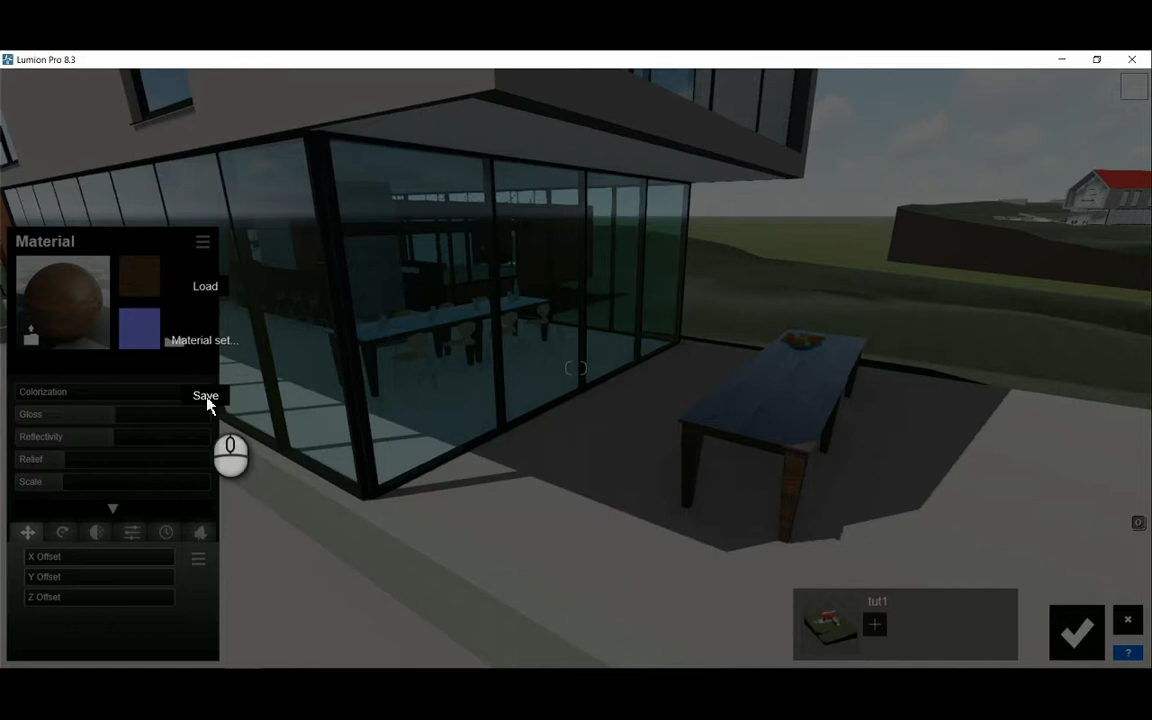 Lumion Pro 8.3
Material
Load
Material set...
Colorization
Save
Gloss
Reflectivity
Relief
Scale
X Offset
Y Offset
Z Offset
tut1
+
?